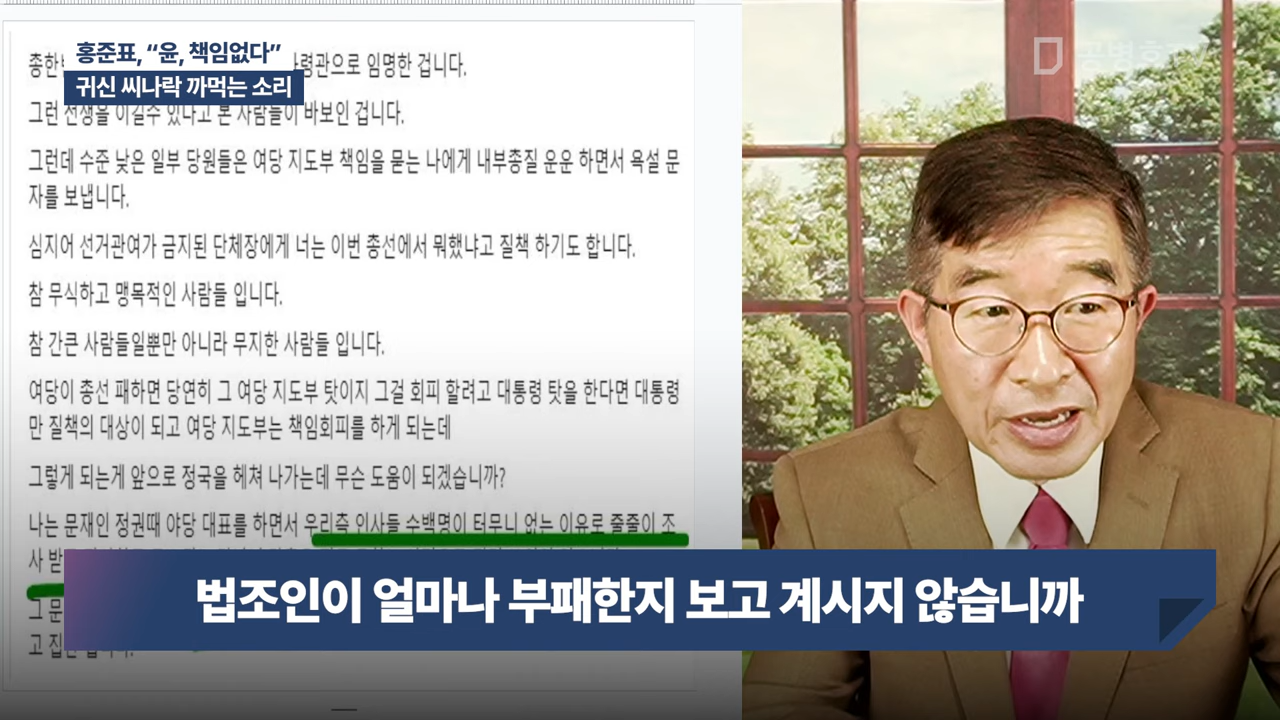 홍준표, “윤, 책임없다”
귀신 씨나락 까먹는 소리
공병호
총한 령관으로 임명한 겁니다.
그런 선생을 이길수 있다고 본 사람들이 바보인 겁니다.
그런데 수준 낮은 일부 당원들은 여당 지도부 책임을 묻는 나에게 내부총질 운운 하면서 욕설 문
자를 보냅니다.
심지어 선거관여가 금지된 단체장에게 너는 이번 총선에서 뭐했냐고 질책 하기도 합니다.
참 무식하고 맹목적인 사람들 입니다.
참 간큰 사람들일뿐만 아니라 무지한 사람들 입니다.
여당이 총선 패하면 당연히 그 여당 지도부 탓이지 그걸 회피 할려고 대통령 탓을 한다면 대통령
만 질책의 대상이 되고 여당 지도부는 책임회피를 하게 되는데
그렇게 되는게 앞으로 정국을 헤쳐 나가는데 무슨 도움이 되겠습니까?
나는 문재인 정권때 야당 대표를 하면서 우리측 인사들 수백명이 터무니 없는 이유로 줄줄이 조
사 받
그 문
고 집
법조인이 얼마나 부패한지 보고 계시지 않습니까